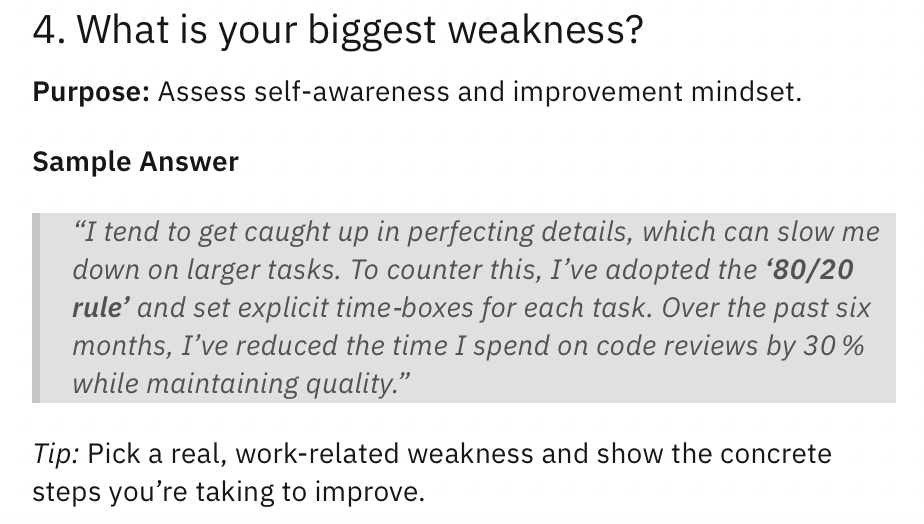 4. What is your biggest weakness?
Purpose: Assess self-awareness and improvement mindset.
Sample Answer
“I tend to get caught up in perfecting details, which can slow me
down on larger tasks. To counter this, I’ve adopted the ‘80/20
rule’ and set explicit time-boxes for each task. Over the past six
months, I’ve reduced the time I spend on code reviews by 30 %
while maintaining quality.”
Tip: Pick a real, work-related weakness and show the concrete
steps you’re taking to improve.